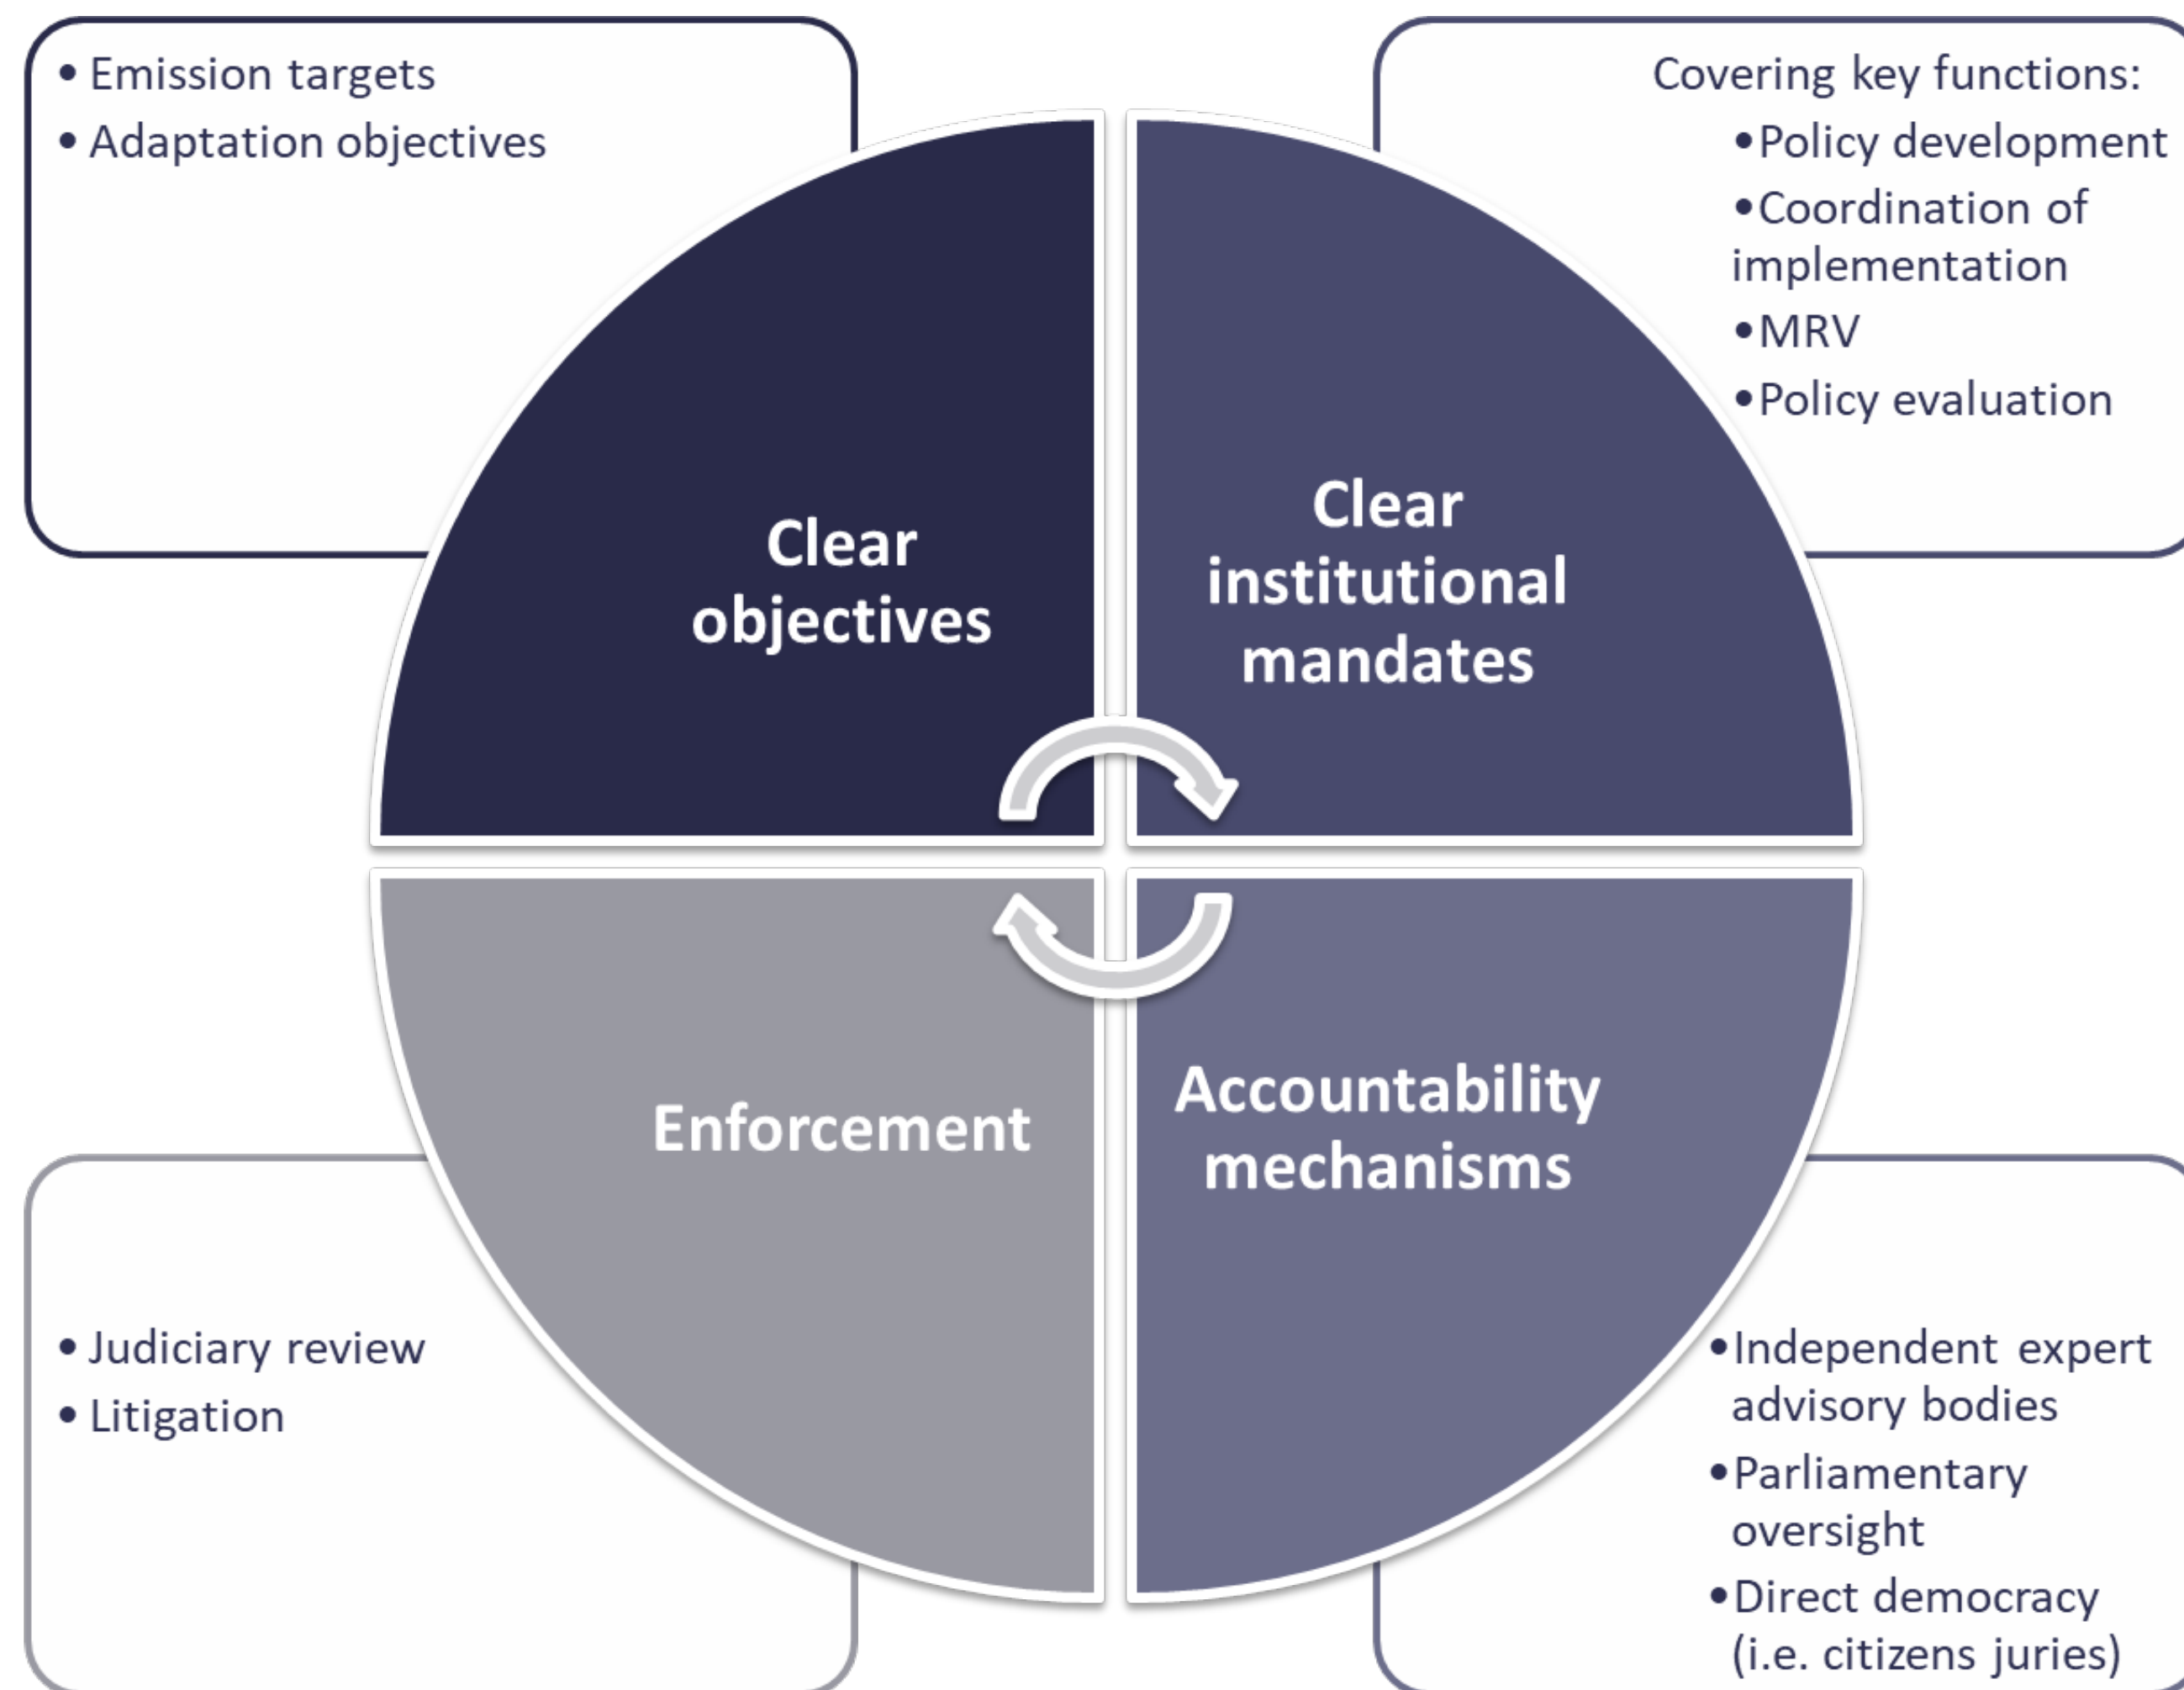 • Emission targets
• Adaptation objectives
Covering key functions:
•Policy development
•Coordination of
implementation
•MRV
•Policy evaluation
Clear
objectives
Clear
institutional
mandates
Enforcement
Accountability
mechanisms
• Judiciary review
• Litigation
•Independent expert
advisory bodies
•Parliamentary
oversight
•Direct democracy
(i.e. citizens juries)